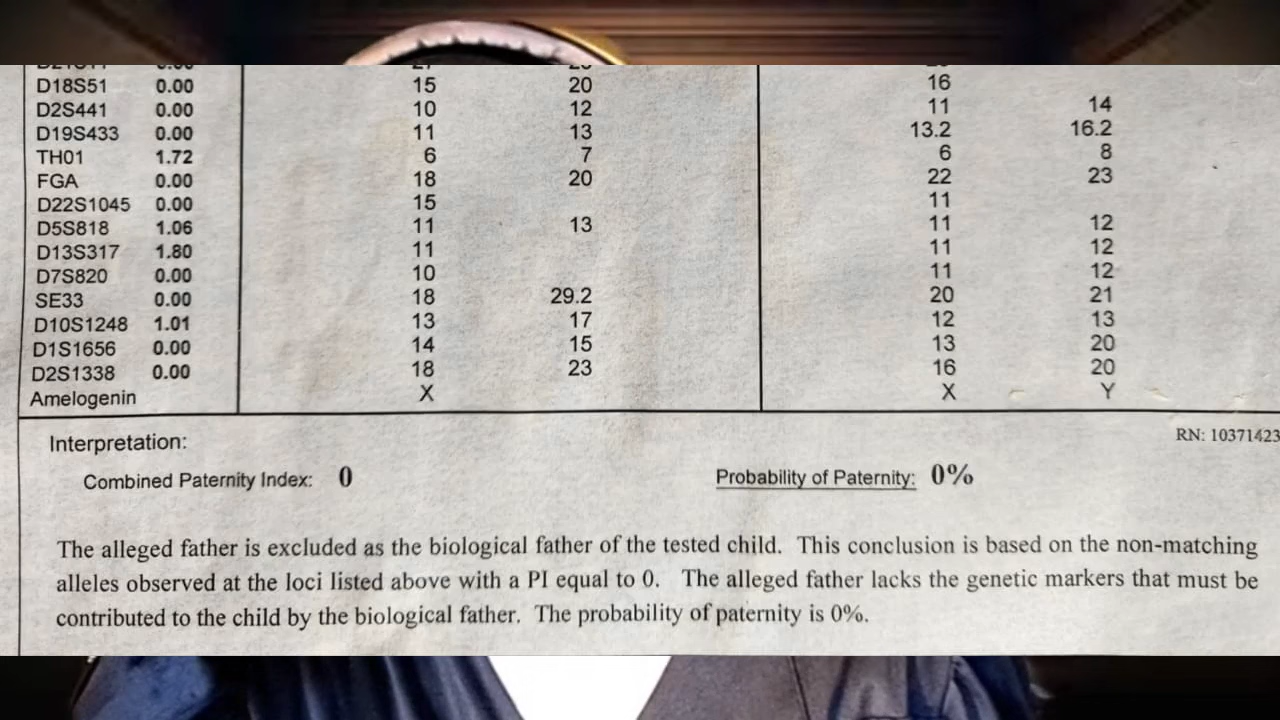 D18S51 0.00 15 20 16
D2S441 0.00 10 12 11 14
D19S433 0.00 11 13 13.2 16.2
TH01 1.72 6 7 6 8
FGA 0.00 18 20 22 23
D22S1045 0.00 15 11
D5S818 1.06 11 13 11 12
D13S317 1.80 11 11 12
D7S820 0.00 10 11 12
SE33 0.00 18 29.2 20 21
D10S1248 1.01 13 17 12 13
D1S1656 0.00 14 15 13 20
D2S1338 0.00 18 23 16 20
Amelogenin X X Y
Interpretation: RN: 10371423
Combined Paternity Index: 0 Probability of Paternity: 0%
The alleged father is excluded as the biological father of the tested child. This conclusion is based on the non-matching
alleles observed at the loci listed above with a PI equal to 0. The alleged father lacks the genetic markers that must be
contributed to the child by the biological father. The probability of paternity is 0%.